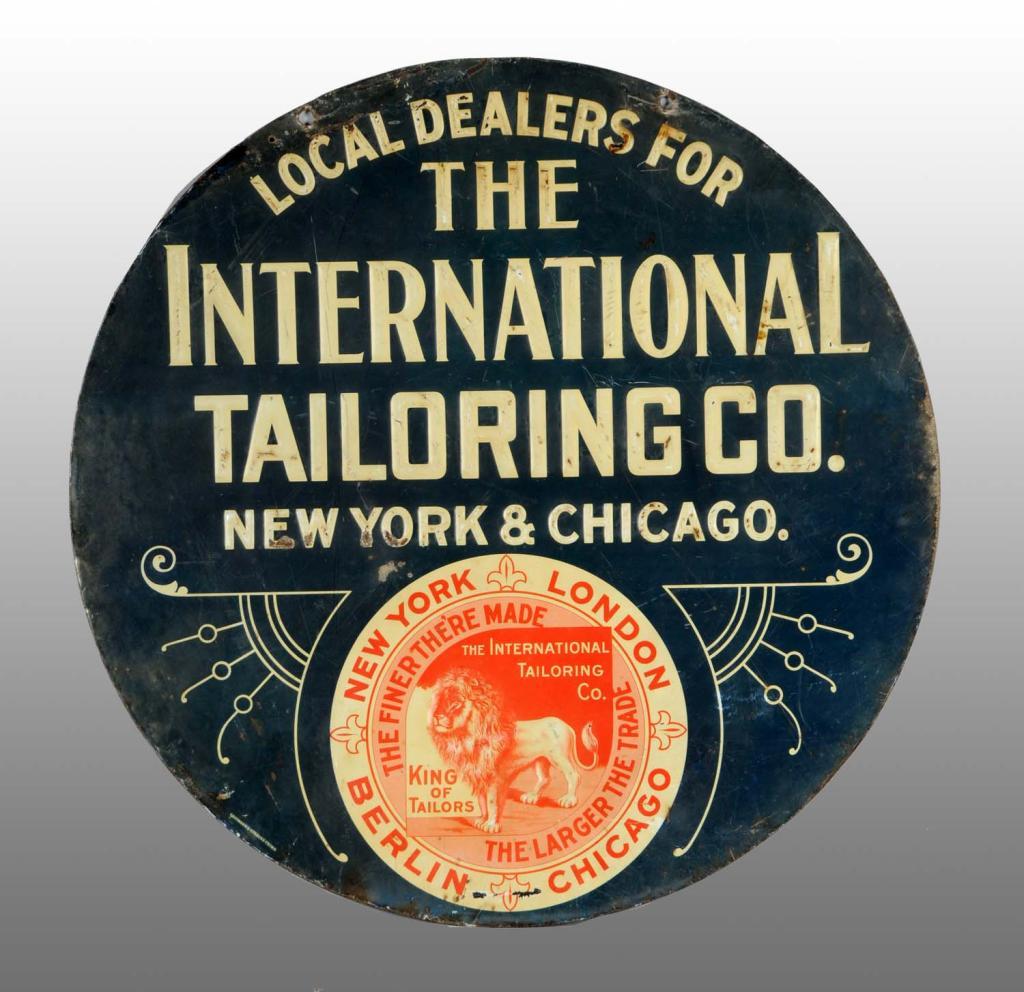 LOCAL DEALERS FOR
THE
INTERNATIONAL
TAILORING CO.
NEW YORK & CHICAGO.
NEW YORK LONDON
THE FINER THE'RE MADE
THE INTERNATIONAL
TAILORING
CO.
KING
OF
TAILORS
THE LARGER THE TRADE
BERLIN CHICAGO